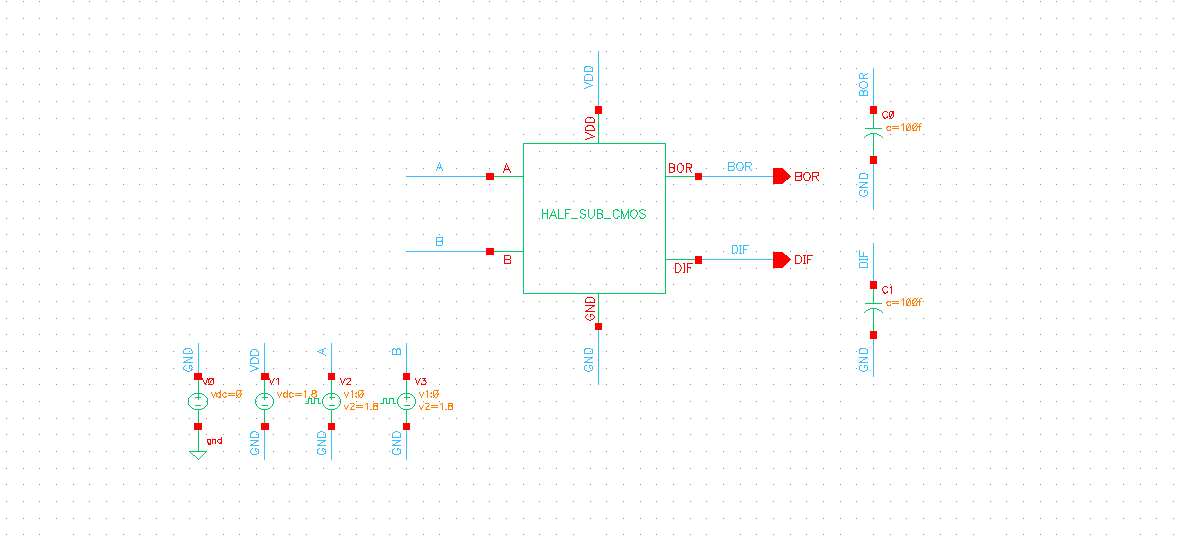 VDD
VDD
A
A
B
B
HALF_SUB_CMOS
BOR
BOR
BOR
DIF
DIF
DIF
GND
GND
BOR
C0
c=100f
GND
DIF
C1
c=100f
GND
GND
V0
vdc=0
gnd
VDD
V1
vdc=1.8
GND
A
V2
v1:0
v2=1.8
GND
B
V3
v1:0
v2=1.8
GND